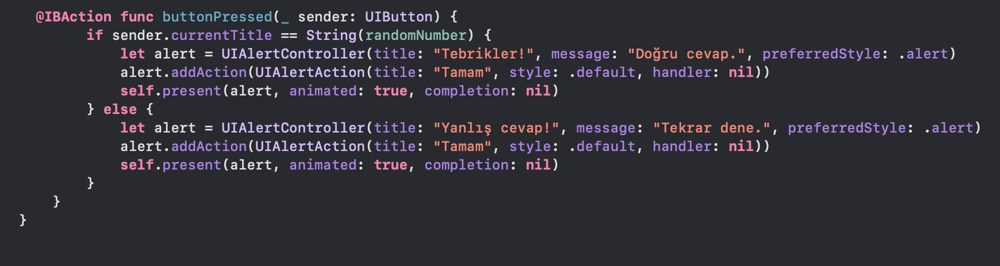 @IBAction func buttonPressed(_ sender: UIButton) {
if sender.currentTitle == String(randomNumber) {
let alert = UIAlertController(title: "Tebrikler!", message: "Doğru cevap.", preferredStyle: .alert)
alert.addAction(UIAlertAction(title: "Tamam", style: .default, handler: nil))
self.present(alert, animated: true, completion: nil)
} else {
let alert = UIAlertController(title: "Yanlış cevap!", message: "Tekrar dene.", preferredStyle: .alert)
alert.addAction(UIAlertAction(title: "Tamam", style: .default, handler: nil))
self.present(alert, animated: true, completion: nil)
}
}
}